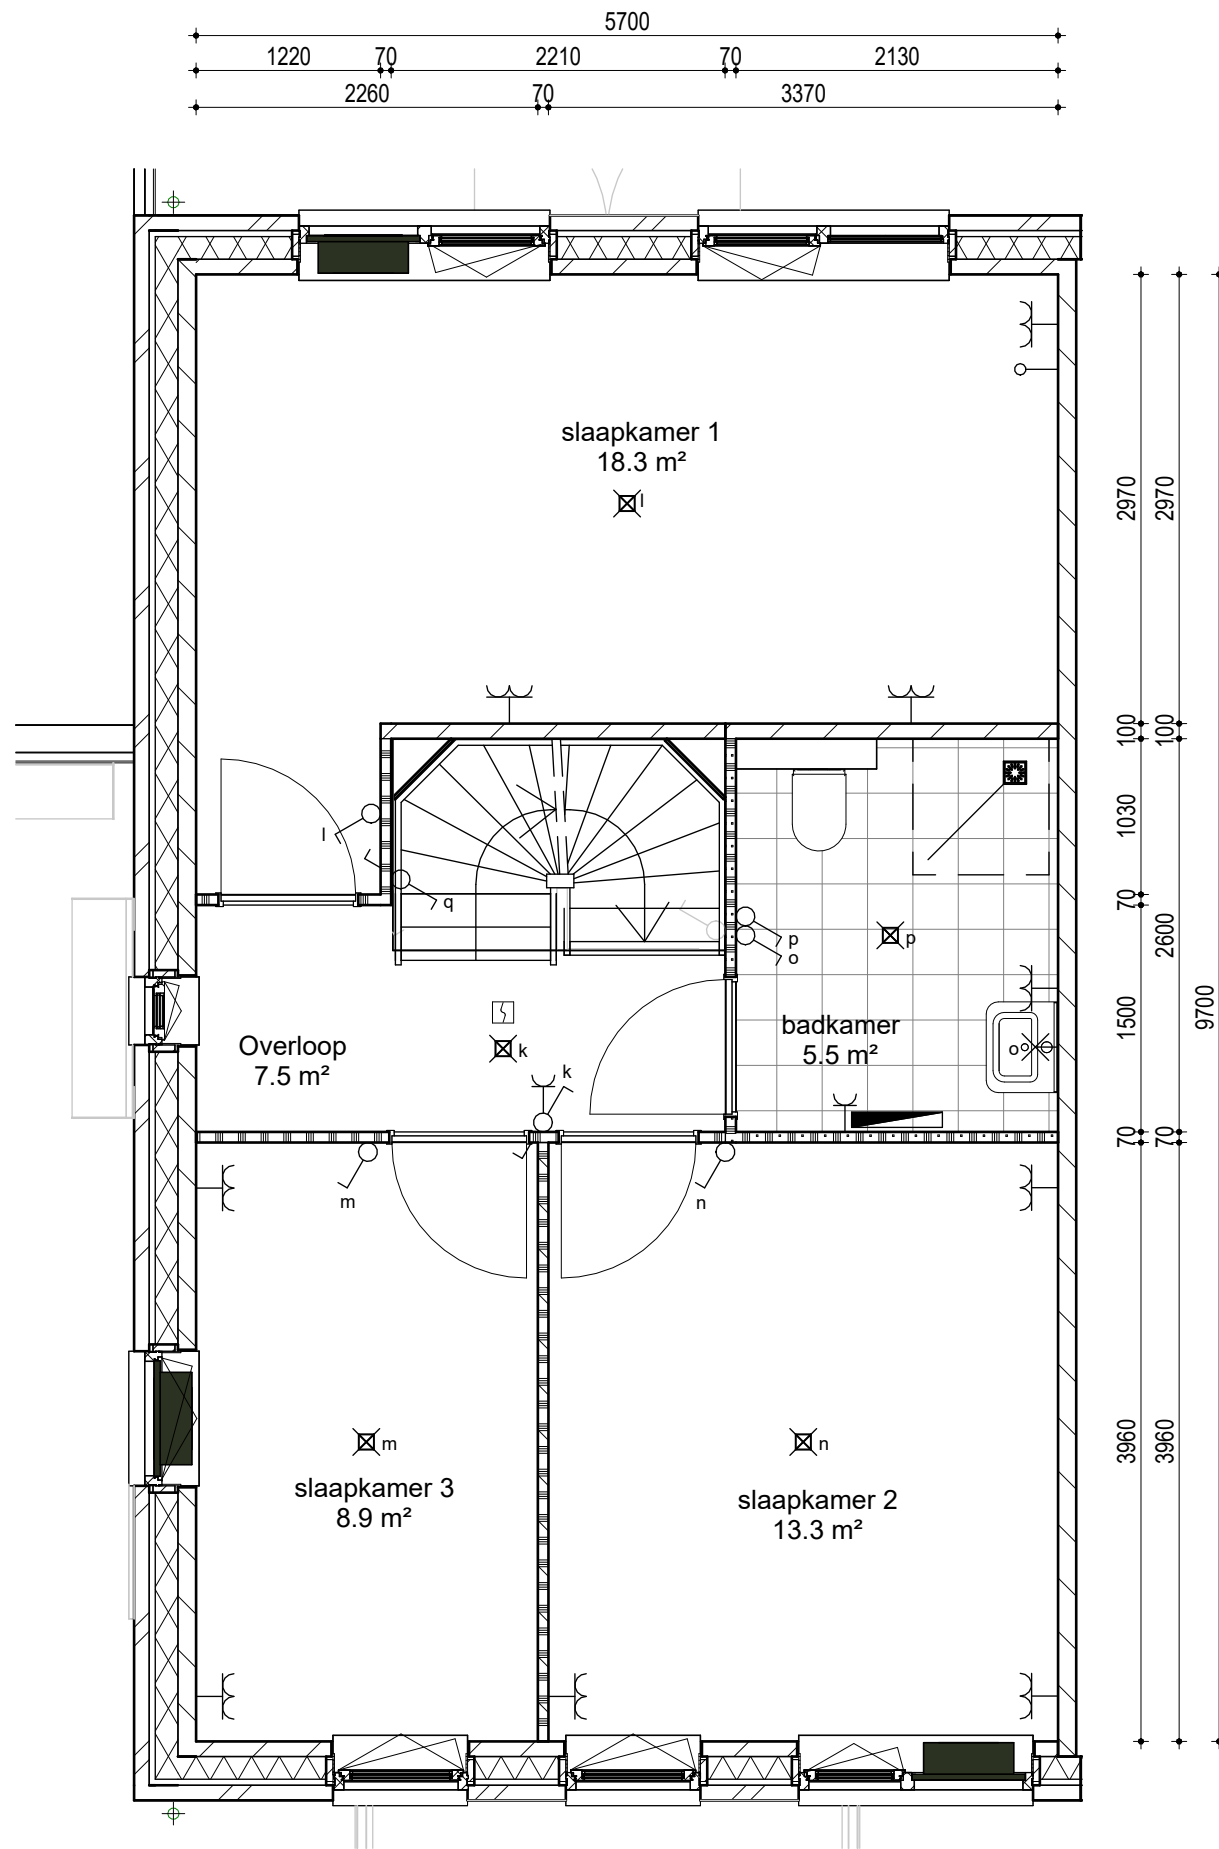 5700
1220 70 2210 70 2130
2260 70 3370
slaapkamer 1
18.3 m²
l
2970 2970
100 100
l
q
1030
70
p
o
p
2600
9700
1500
Overloop
7.5 m²
k
k
badkamer
5.5 m²
o
70 70
m
n
3960 3960
m
n
slaapkamer 3
8.9 m²
slaapkamer 2
13.3 m²